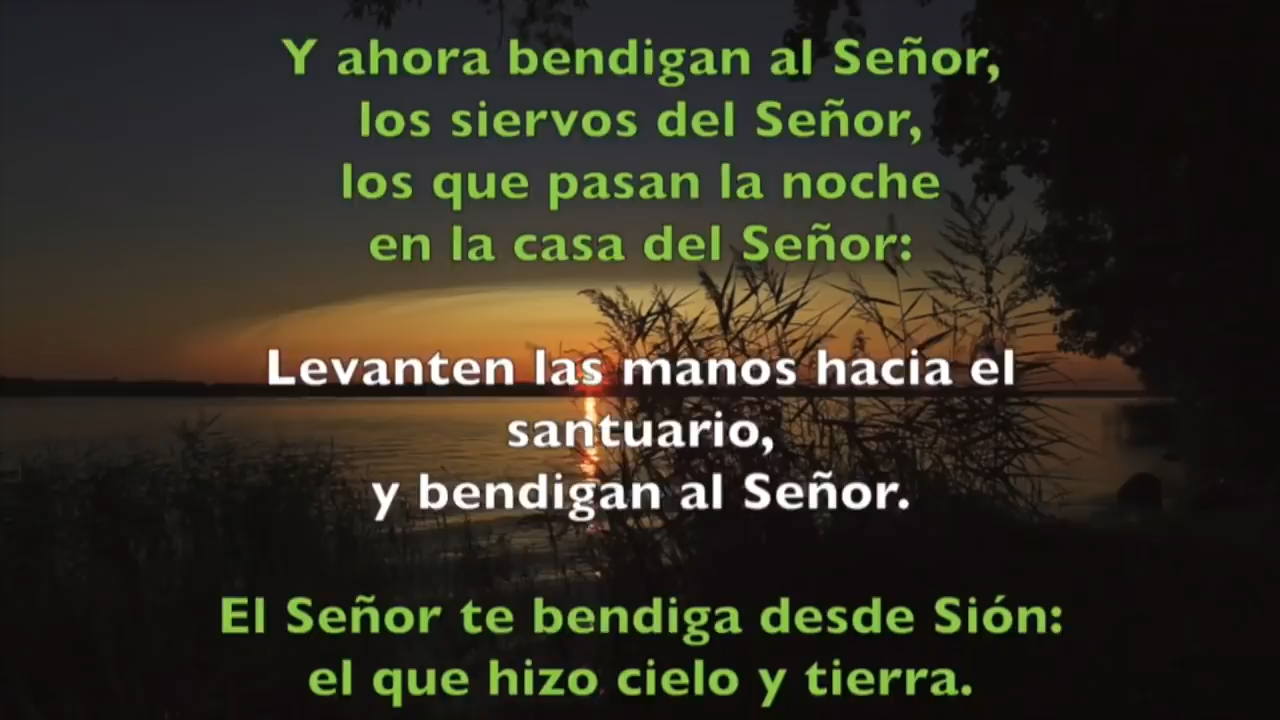 Y ahora bendigan al Señor,
los siervos del Señor,
los que pasan la noche
en la casa del Señor:
Levanten las manos hacia el
santuario,
y bendigan al Señor.
El Señor te bendiga desde Sión:
el que hizo cielo y tierra.